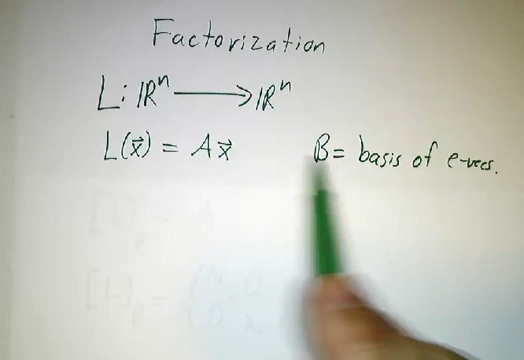 Factorization
L: ℝⁿ ⟶ ℝⁿ
L(x⃗) = Ax⃗ B = basis of e-vecs.